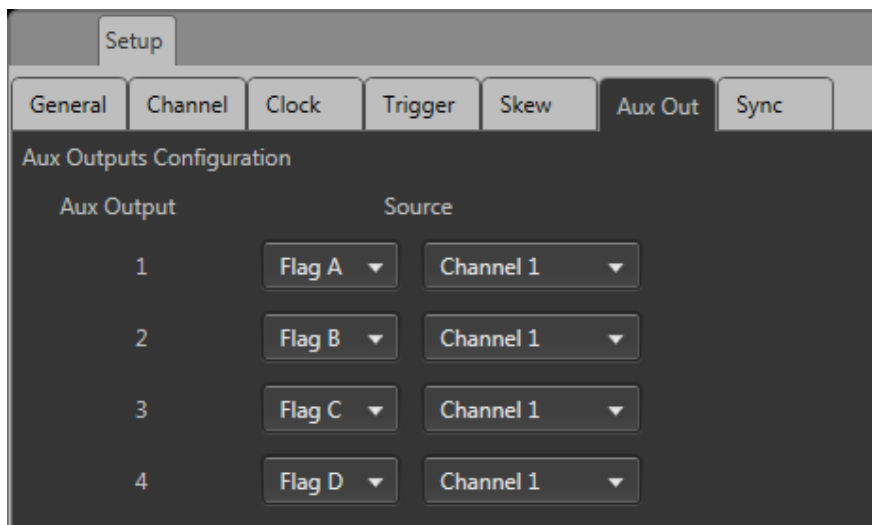 Setup
General Channel Clock Trigger Skew Aux Out Sync
Aux Outputs Configuration
Aux Output Source
1 Flag A Channel 1
2 Flag B Channel 1
3 Flag C Channel 1
4 Flag D Channel 1